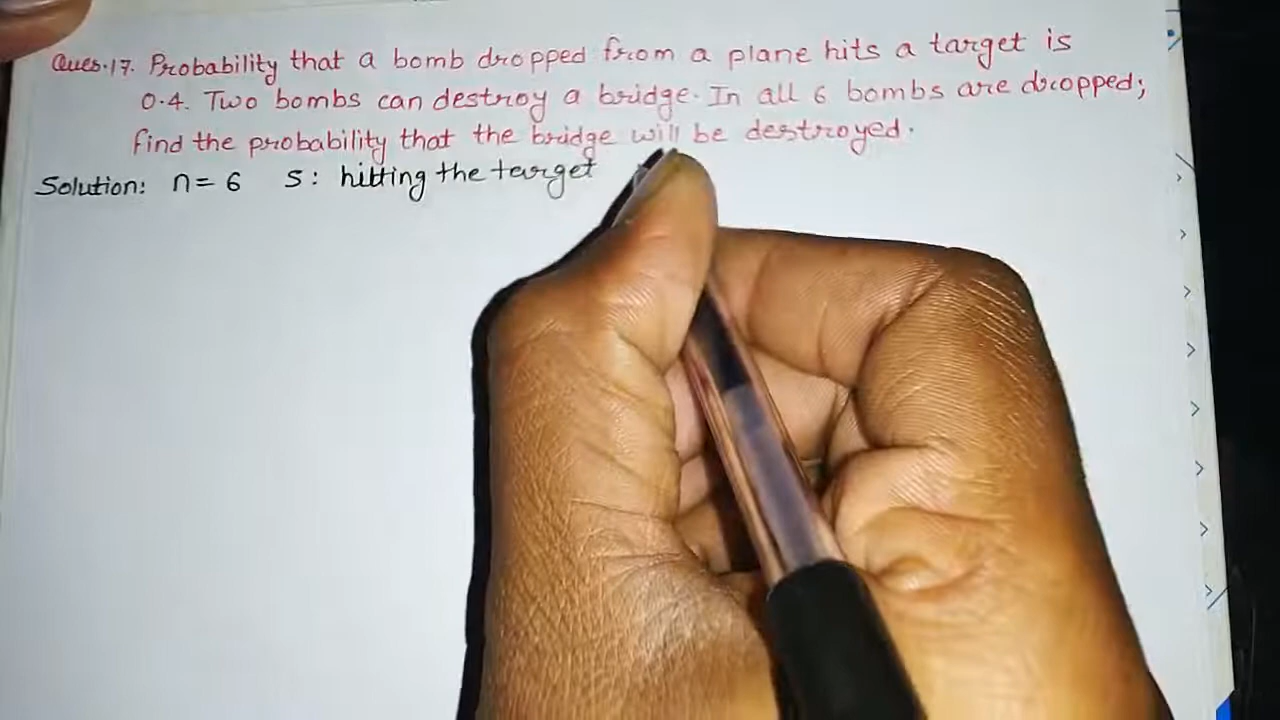 Ques.17. Probability that a bomb dropped from a plane hits a target is
0.4. Two bombs can destroy a bridge. In all 6 bombs are dropped;
find the probability that the bridge will be destroyed.
Solution: n = 6 S: hitting the target